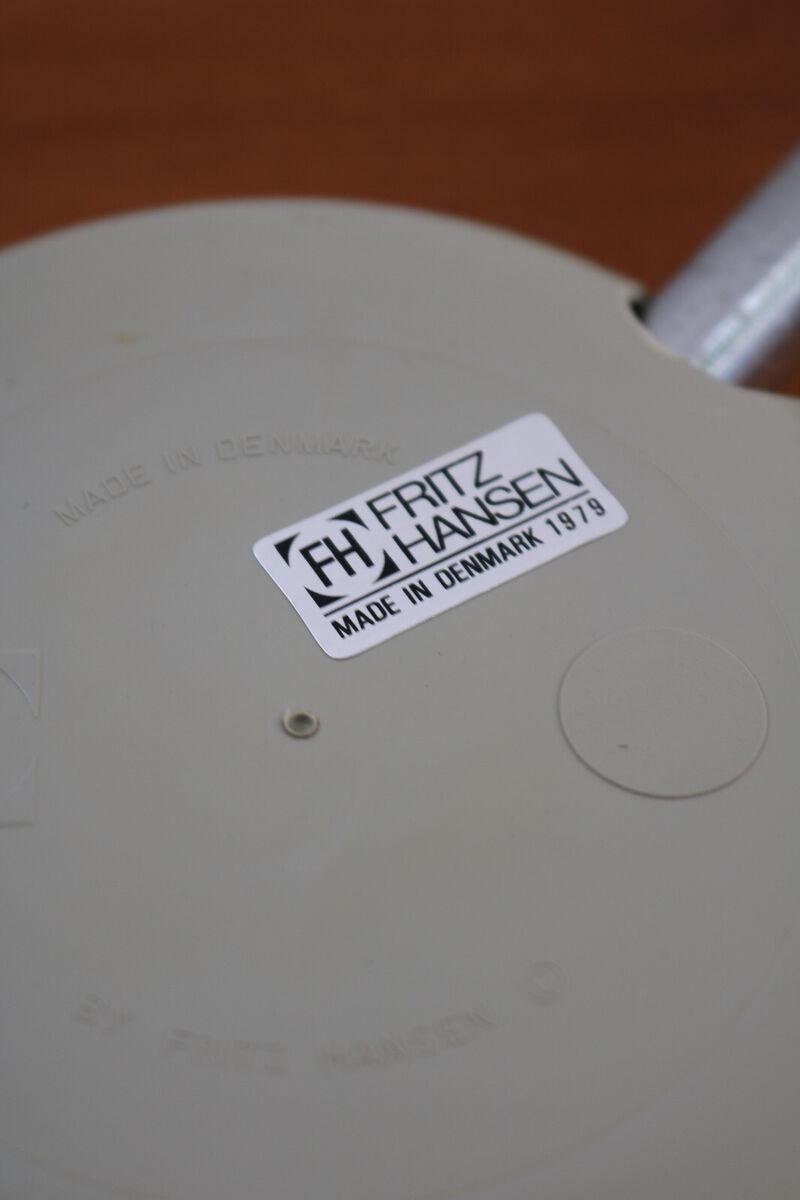 MADE IN DENMARK
FH
FRITZ
HANSEN
MADE IN DENMARK 1979
BY FRITZ HANSEN ©